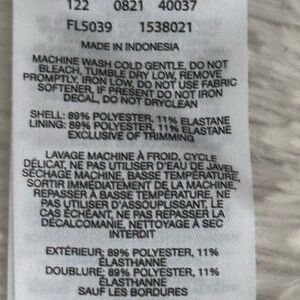 122 0821 40037
FL5039 1538021
MADE IN INDONESIA
MACHINE WASH COLD GENTLE, DO NOT
BLEACH, TUMBLE DRY LOW, REMOVE
PROMPTLY, IRON LOW, DO NOT USE FABRIC
SOFTENER, IF PRESENT DO NOT IRON
DECAL, DO NOT DRYCLEAN
SHELL: 89% POLYESTER, 11% ELASTANE
LINING: 89% POLYESTER, 11% ELASTANE
EXCLUSIVE OF TRIMMING
LAVAGE MACHINE À FROID, CYCLE
DÉLICAT, NE PAS UTILISER D'EAU DE JAVEL,
SÉCHAGE MACHINE, BASSE TEMPÉRATURE,
SORTIR IMMÉDIATEMENT DE LA MACHINE,
REPASSER À BASSE TEMPÉRATURE, NE
PAS UTILISER D'ASSOUPLISSANT, LE
CAS ÉCHÉANT, NE PAS REPASSER LA
DÉCALCOMANIE, NETTOYAGE À SEC
INTERDIT
EXTÉRIEUR: 89% POLYESTER, 11%
ÉLASTHANNE
DOUBLURE: 89% POLYESTER, 11%
ÉLASTHANNE
SAUF LES BORDURES